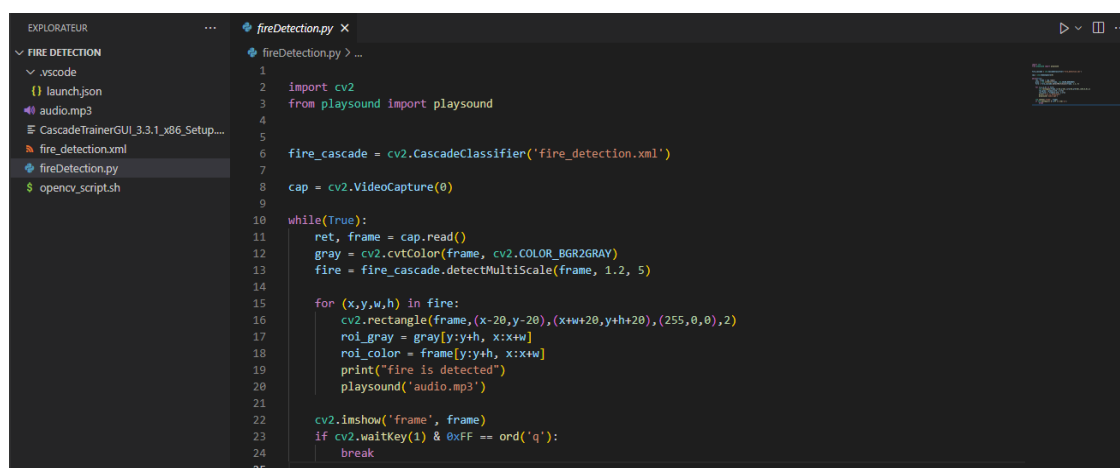 EXPLORATEUR ...
FIRE DETECTION
.vscode
{} launch.json
audio.mp3
CascadeTrainerGUI_3.3.1_x86_Setup....
fire_detection.xml
fireDetection.py
$ opencv_script.sh
fireDetection.py ×
fireDetection.py > ...
1
2 import cv2
3 from playsound import playsound
4
5
6 fire_cascade = cv2.CascadeClassifier('fire_detection.xml')
7
8 cap = cv2.VideoCapture(0)
9
10 while(True):
11     ret, frame = cap.read()
12     gray = cv2.cvtColor(frame, cv2.COLOR_BGR2GRAY)
13     fire = fire_cascade.detectMultiScale(frame, 1.2, 5)
14
15     for (x,y,w,h) in fire:
16         cv2.rectangle(frame,(x-20,y-20),(x+w+20,y+h+20),(255,0,0),2)
17         roi_gray = gray[y:y+h, x:x+w]
18         roi_color = frame[y:y+h, x:x+w]
19         print("fire is detected")
20         playsound('audio.mp3')
21
22     cv2.imshow('frame', frame)
23     if cv2.waitKey(1) & 0xFF == ord('q'):
24         break
25